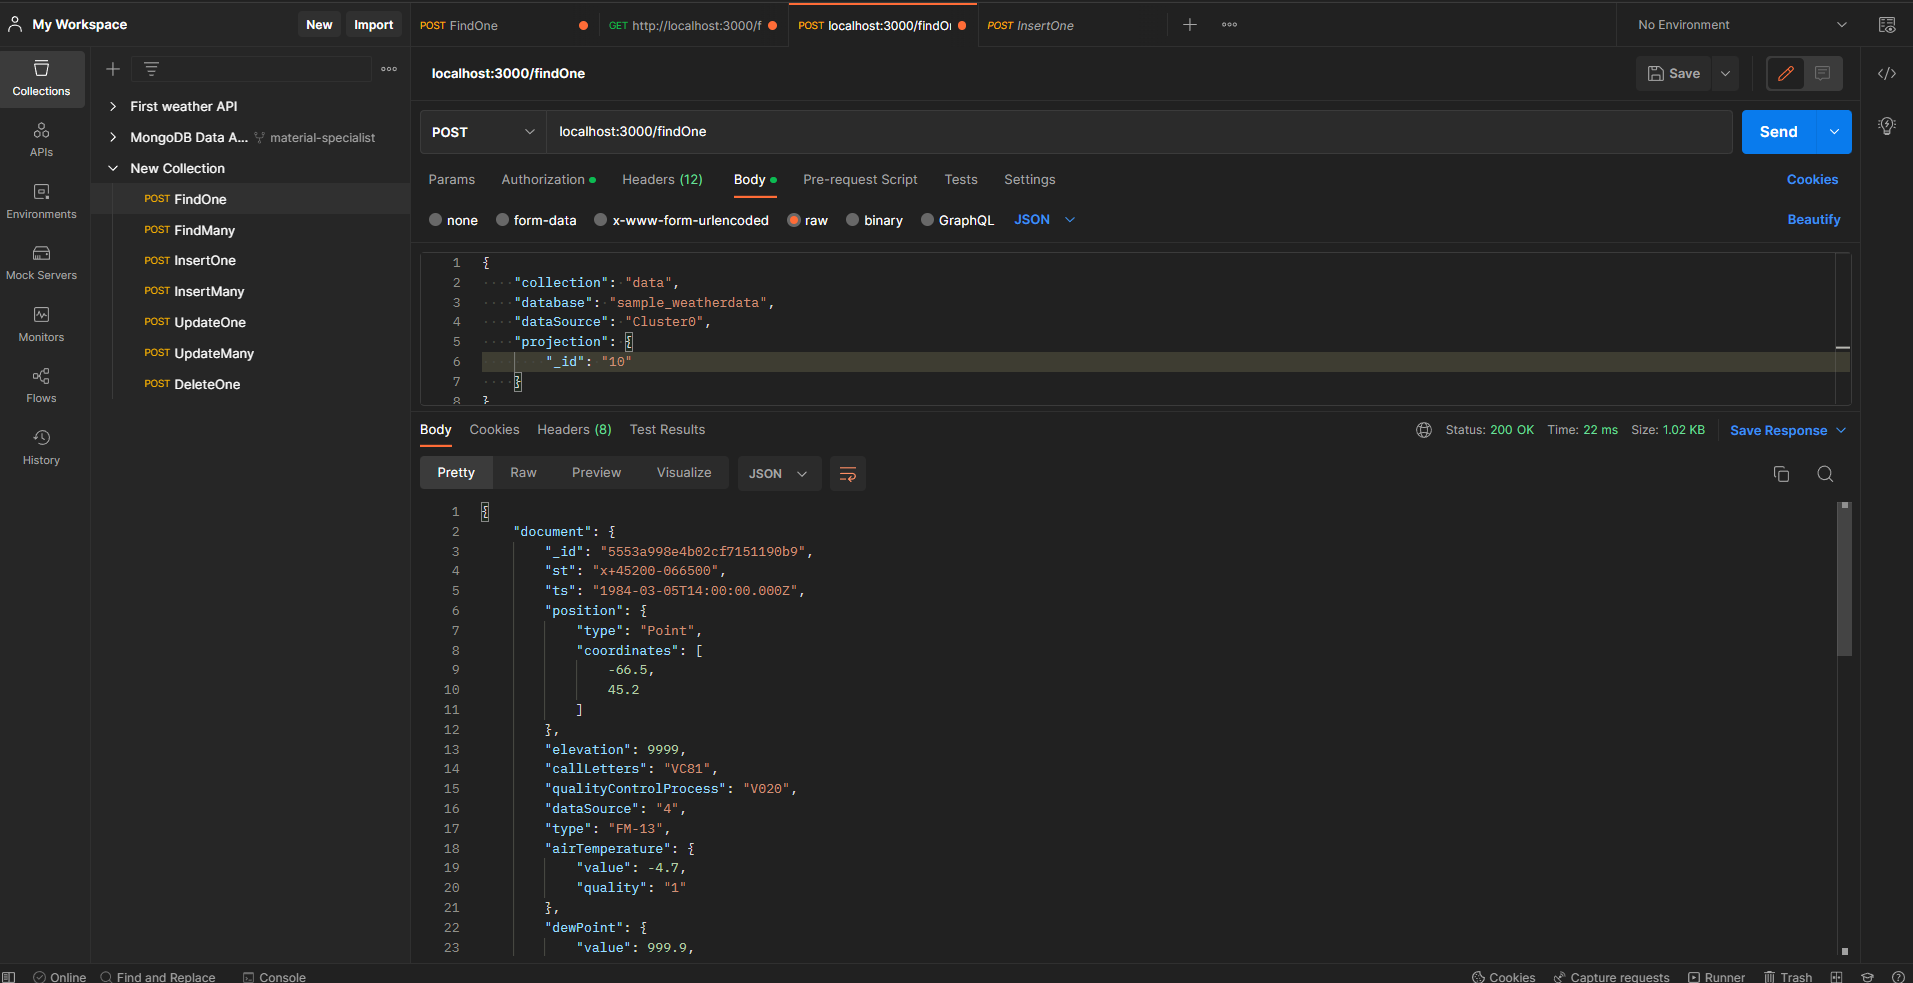 My Workspace
New
Import
POST FindOne
GET http://localhost:3000/f
POST localhost:3000/findO
POST InsertOne
No Environment
Collections
APIs
Environments
Mock Servers
Monitors
Flows
History
First weather API
MongoDB Data A... material-specialist
New Collection
POST FindOne
POST FindMany
POST InsertOne
POST InsertMany
POST UpdateOne
POST UpdateMany
POST DeleteOne
localhost:3000/findOne
Save
POST
localhost:3000/findOne
Send
Params
Authorization
Headers (12)
Body
Pre-request Script
Tests
Settings
Cookies
none
form-data
x-www-form-urlencoded
raw
binary
GraphQL
JSON
Beautify
1 {
2 "collection": "data",
3 "database": "sample_weatherdata",
4 "dataSource": "Cluster0",
5 "projection": {
6 "_id": "10"
7 }
8 }
Body
Cookies
Headers (8)
Test Results
Status: 200 OK
Time: 22 ms
Size: 1.02 KB
Save Response
Pretty
Raw
Preview
Visualize
JSON
1 {
2 "document": {
3 "_id": "5553a998e4b02cf7151190b9",
4 "st": "x+45200-066500",
5 "ts": "1984-03-05T14:00:00.000Z",
6 "position": {
7 "type": "Point",
8 "coordinates": [
9 -66.5,
10 45.2
11 ]
12 },
13 "elevation": 9999,
14 "callLetters": "VC81",
15 "qualityControlProcess": "V020",
16 "dataSource": "4",
17 "type": "FM-13",
18 "airTemperature": {
19 "value": -4.7,
20 "quality": "1"
21 },
22 "dewPoint": {
23 "value": 999.9,
Online
Find and Replace
Console
Cookies
Capture requests
Runner
Trash